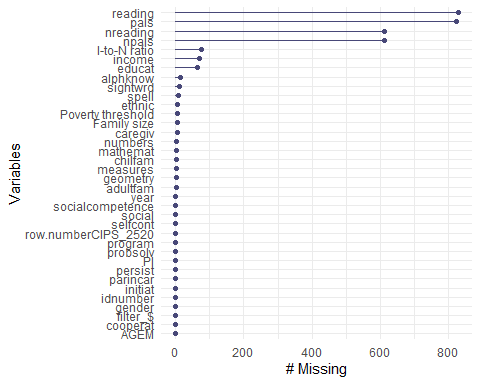 reading
pals
nreading
npals
I-to-N ratio
income
educat
alphknow
sightwrd
spell
ethnic
Poverty threshold
Family size
caregiv
numbers
mathemat
chilfam
measures
geometry
adultfam
year
socialcompetence
social
selfcont
row.numberCIPS_2520
program
probsolv
PI
persist
parincar
initiat
idnumber
gender
filter_$
cooperat
AGEM
Variables
0 200 400 600 800
# Missing